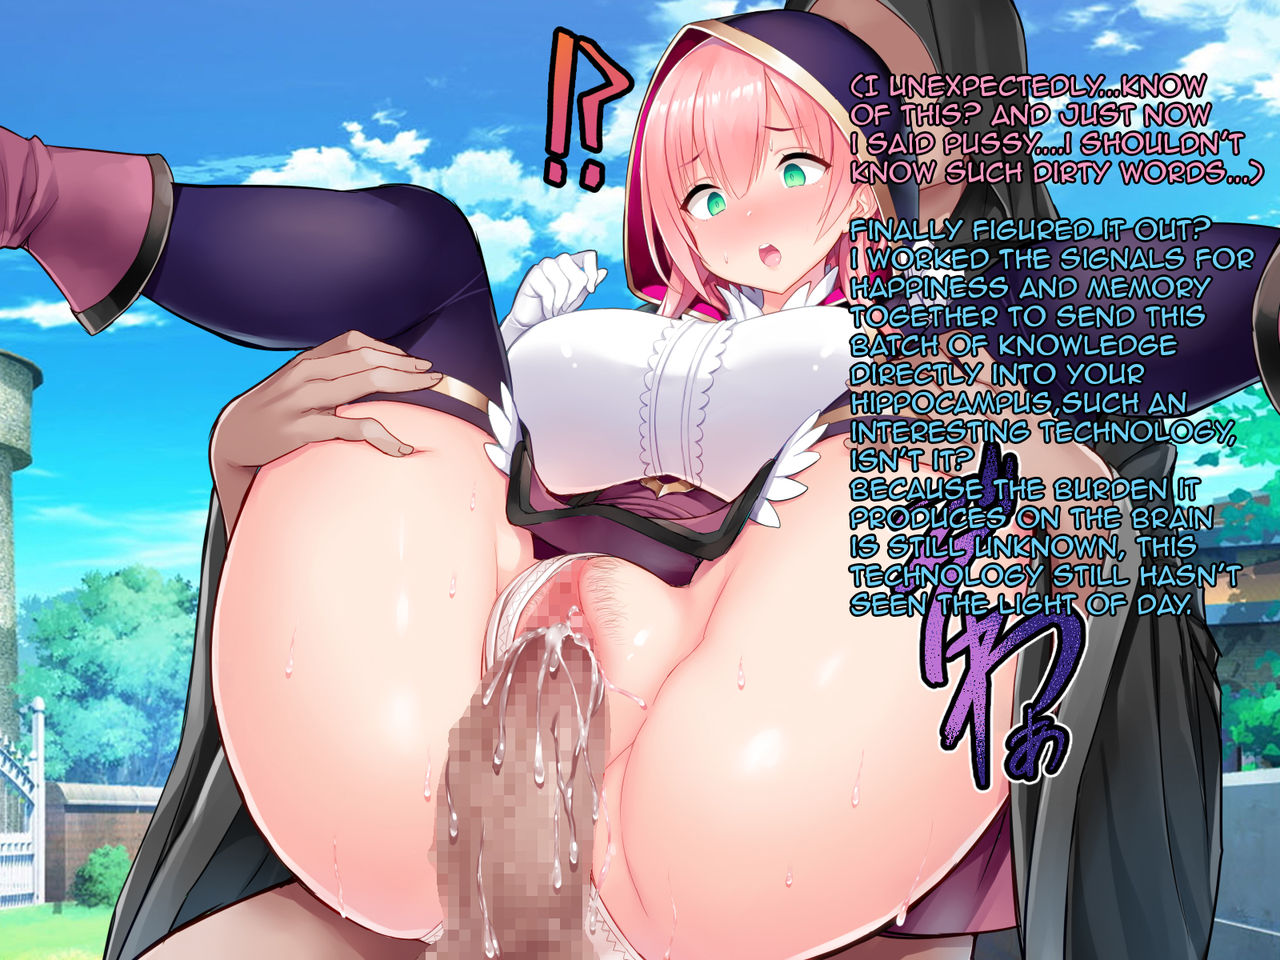 !?
(I UNEXPECTEDLY...KNOW
OF THIS? AND JUST NOW
I SAID PUSSY....I SHOULDN'T
KNOW SUCH DIRTY WORDS...)
FINALLY FIGURED IT OUT?
I WORKED THE SIGNALS FOR
HAPPINESS AND MEMORY
TOGETHER TO SEND THIS
BATCH OF KNOWLEDGE
DIRECTLY INTO YOUR
HIPPOCAMPUS,SUCH AN
INTERESTING TECHNOLOGY,
ISN'T IT?
BECAUSE THE BURDEN IT
PRODUCES ON THE BRAIN
IS STILL UNKNOWN, THIS
TECHNOLOGY STILL HASN'T
SEEN THE LIGHT OF DAY.